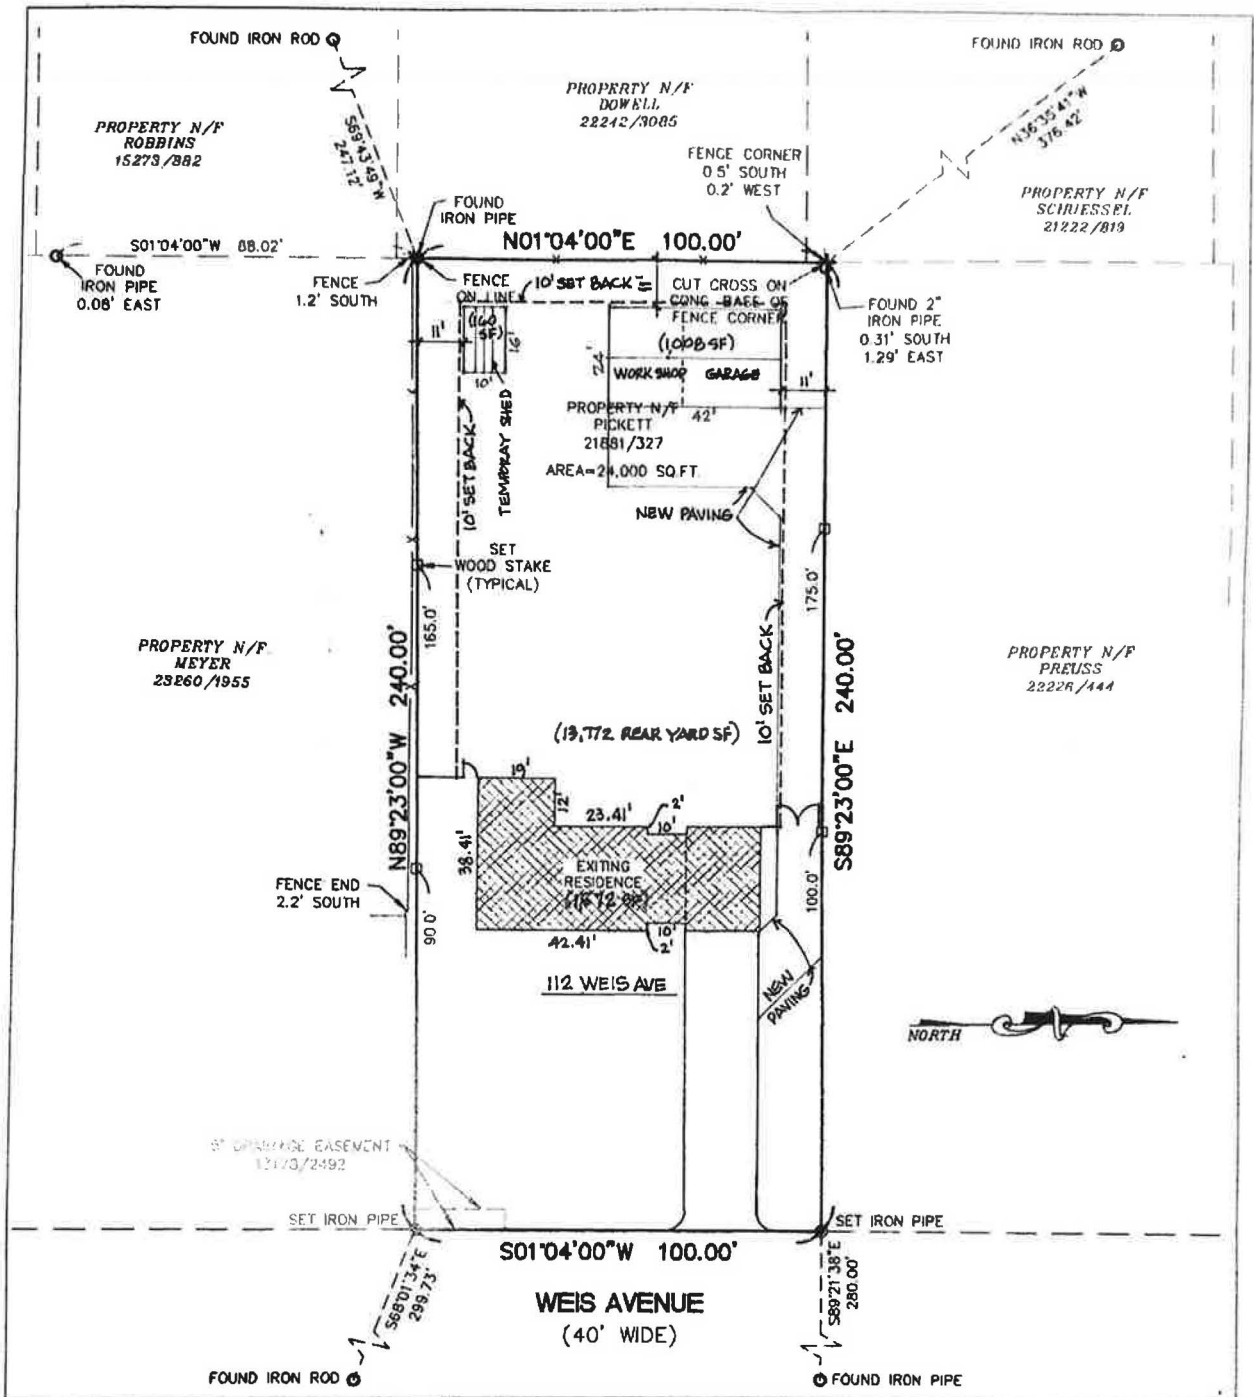 FOUND IRON ROD
FOUND IRON ROD
PROPERTY N/F
DOWELL
22242/3085
PROPERTY N/F
ROBBINS
15273/882
S69°43'49"W
247.12'
N36°35'41"W
376.42'
FENCE CORNER
0.5' SOUTH
0.2' WEST
PROPERTY N/F
SCHIESSEL
21222/819
FOUND
IRON PIPE
S01°04'00"W 88.02'
N01°04'00"E 100.00'
FOUND
IRON PIPE
0.08' EAST
FENCE
1.2' SOUTH
FENCE
ON LINE
10' SET BACK
11'
CUT CROSS ON
CONC BASE OF
FENCE CORNER
FOUND 2"
IRON PIPE
0.31' SOUTH
1.29' EAST
(160
SF)
11'
16'
10'
TEMPORAY SHED
(1,008 SF)
24'
WORKSHOP GARAGE
42'
11'
PROPERTY N/F
PICKETT
21881/327
AREA=24,000 SQ.FT.
10' SET BACK
NEW PAVING
SET
WOOD STAKE
(TYPICAL)
165.0'
175.0'
PROPERTY N/F
MEYER
23260/1955
N89°23'00"W 240.00'
10' SET BACK
S89°23'00"E 240.00'
PROPERTY N/F
PREUSS
22226/444
(13,772 REAR YARD SF)
19'
12'
23.41'
2'
10'
38.41'
EXITING
RESIDENCE
100.0'
FENCE END
2.2' SOUTH
90.0'
42.41'
10'
2'
112 WEIS AVE
NEW
PAVING
NORTH
DRAINAGE EASEMENT
SET IRON PIPE
SET IRON PIPE
S01°04'00"W 100.00'
S68°01'34"E
299.73'
WEIS AVENUE
(40' WIDE)
S89°21'38"E
280.00'
FOUND IRON ROD
FOUND IRON PIPE